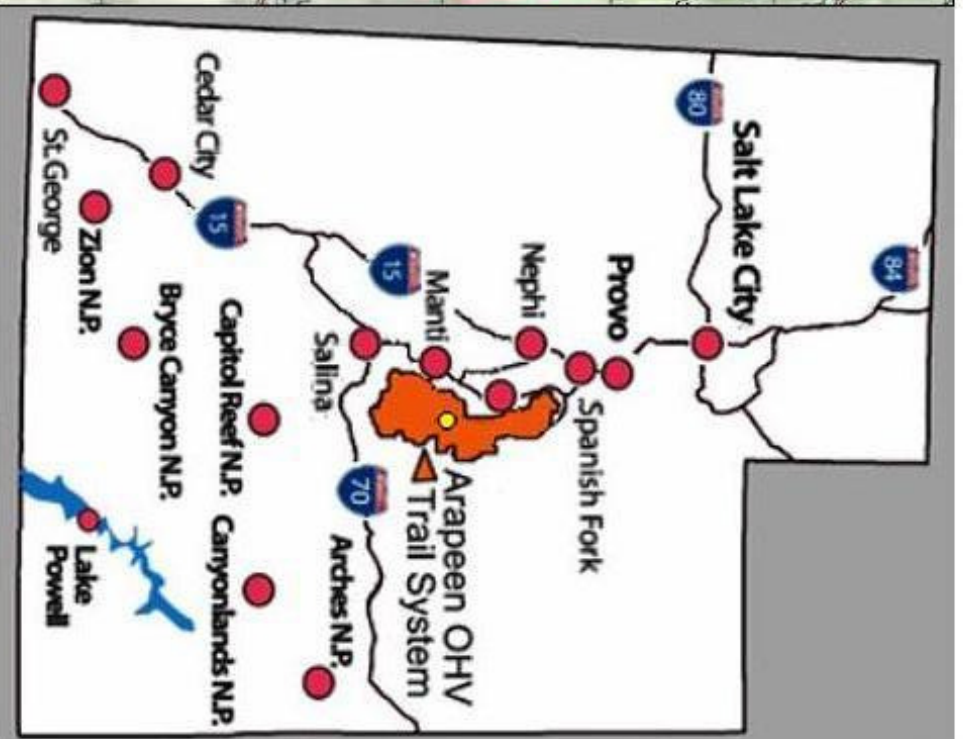 84
Salt Lake City
80
Provo
Spanish Fork
Nephi
Manti
Arapeen OHV
Trail System
15
70
Salina
Arches N.P.
15
Capitol Reef N.P.
Canyonlands N.P.
Cedar City
Bryce Canyon N.P.
Zion N.P.
Lake
Powell
St. George